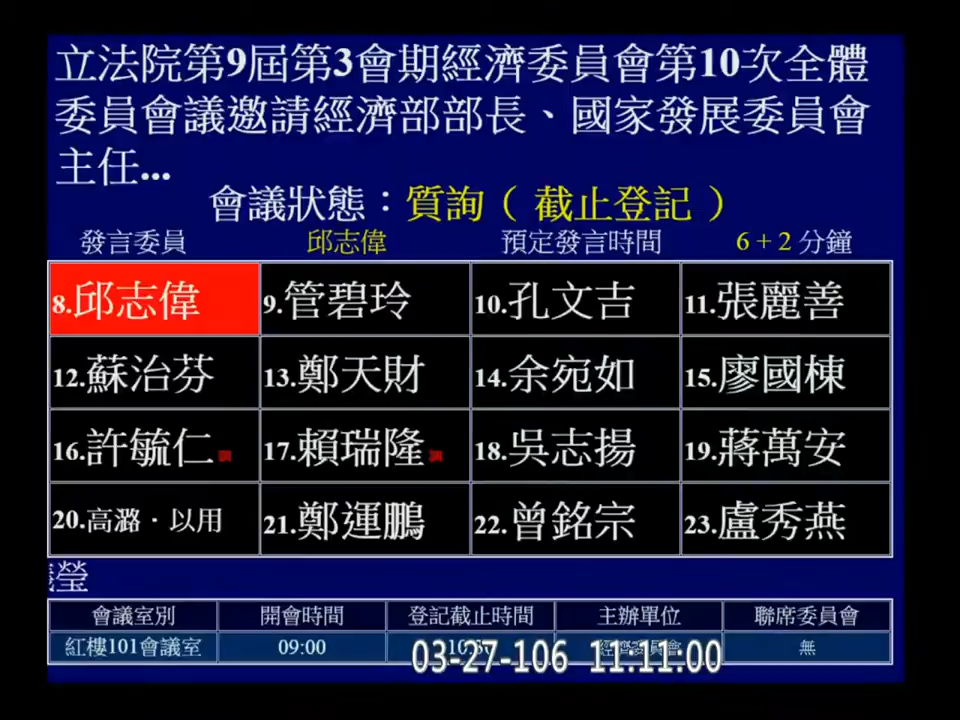 立法院第9屆第3會期經濟委員會第10次全體
委員會議邀請經濟部部長、國家發展委員會
主任...
會議狀態：質詢（截止登記）
發言委員 邱志偉 預定發言時間 6+2分鐘
8.邱志偉 9.管碧玲 10.孔文吉 11.張麗善
12.蘇治芬 13.鄭天財 14.余宛如 15.廖國棟
16.許毓仁 17.賴瑞隆 18.吳志揚 19.蔣萬安
20.高潞．以用 21.鄭運鵬 22.曾銘宗 23.盧秀燕
瑩
會議室別 開會時間 登記截止時間 主辦單位 聯席委員會
紅樓101會議室 09:00 經濟委員會 無
03-27-106 11:11:00